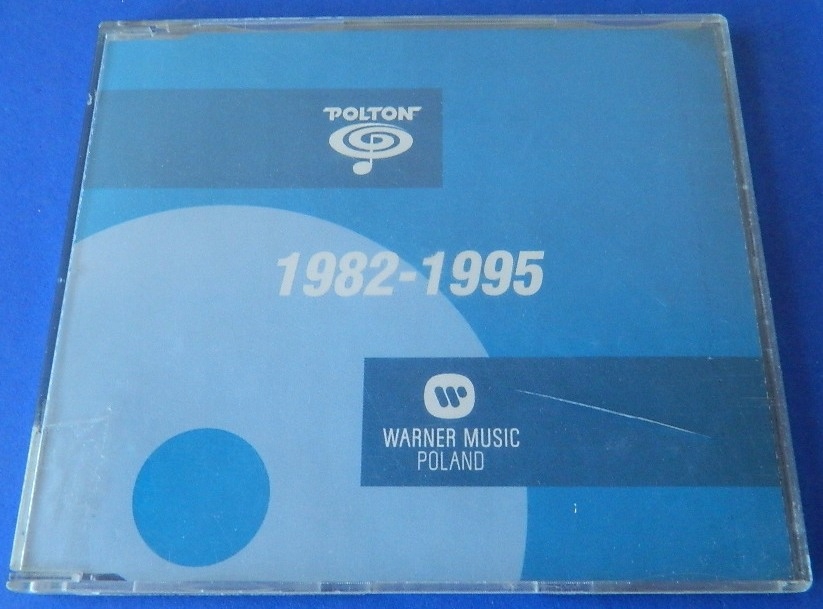 POLTON
1982-1995
WARNER MUSIC
POLAND